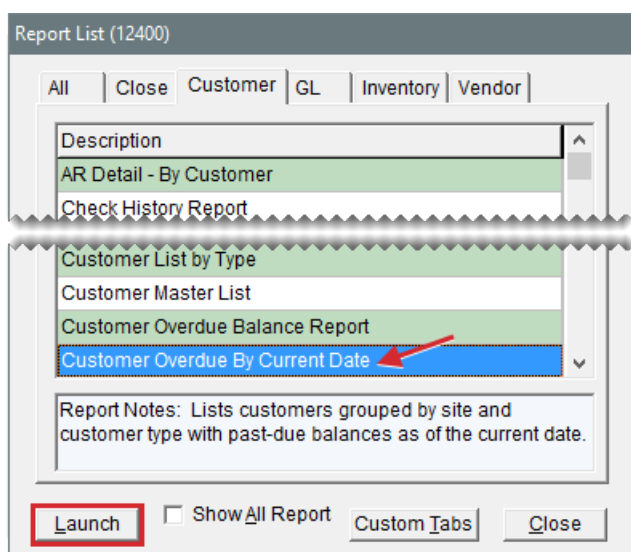 Report List (12400)
All Close Customer GL Inventory Vendor
Description
AR Detail - By Customer
Check History Report
Customer List by Type
Customer Master List
Customer Overdue Balance Report
Customer Overdue By Current Date
Report Notes: Lists customers grouped by site and
customer type with past-due balances as of the current date.
Launch Show All Report Custom Tabs Close